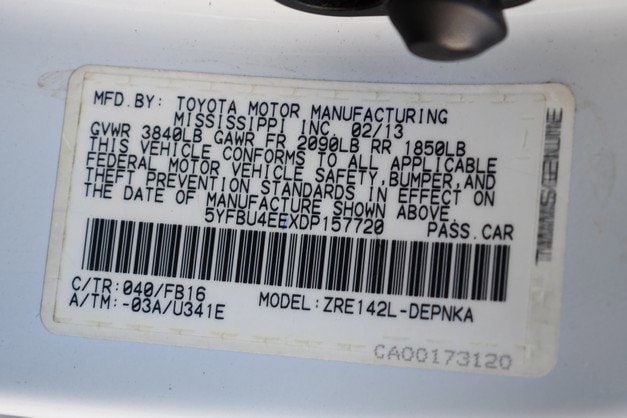 MFD.BY: TOYOTA MOTOR MANUFACTURING
MISSISSIPPI INC. 02/13
GVWR 3840LB GAWR FR 2090LB RR 1850LB
THIS VEHICLE CONFORMS TO ALL APPLICABLE
FEDERAL MOTOR VEHICLE SAFETY,BUMPER,AND
THEFT PREVENTION STANDARDS IN EFFECT ON
THE DATE OF MANUFACTURE SHOWN ABOVE.
5YFBU4EEXDP157720 PASS.CAR
C/TR:040/FB16
A/TM:-03A/U341E MODEL:ZRE142L-DEPNKA
CA00173120